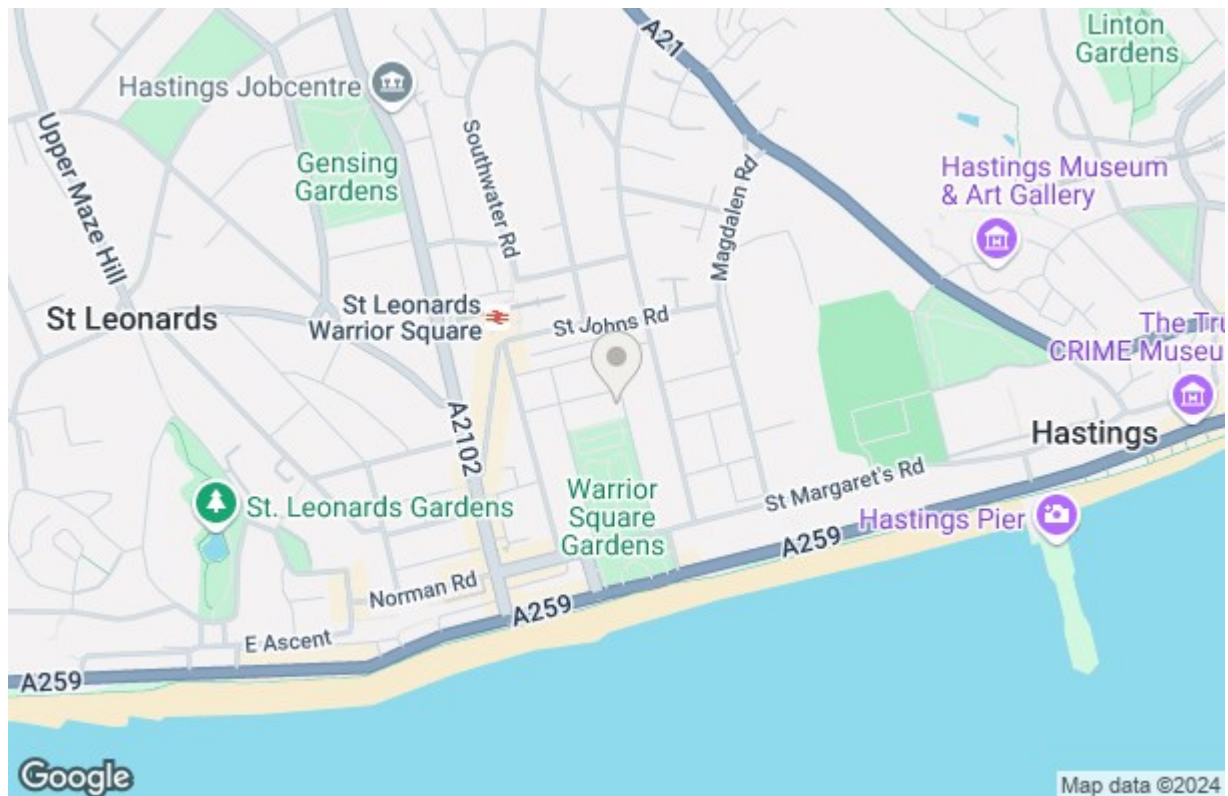 Linton
Gardens
A21
Hastings Jobcentre
Upper Maze Hill
Southwater Rd
Gensing
Gardens
Magdalen Rd
Hastings Museum
& Art Gallery
St Leonards
St Leonards
Warrior Square
St Johns Rd
The Tru
CRIME Museu
A2102
Hastings
St. Leonards Gardens
Warrior
Square
Gardens
St Margaret's Rd
Hastings Pier
A259
Norman Rd
A259
E Ascent
A259
Google
Map data ©2024